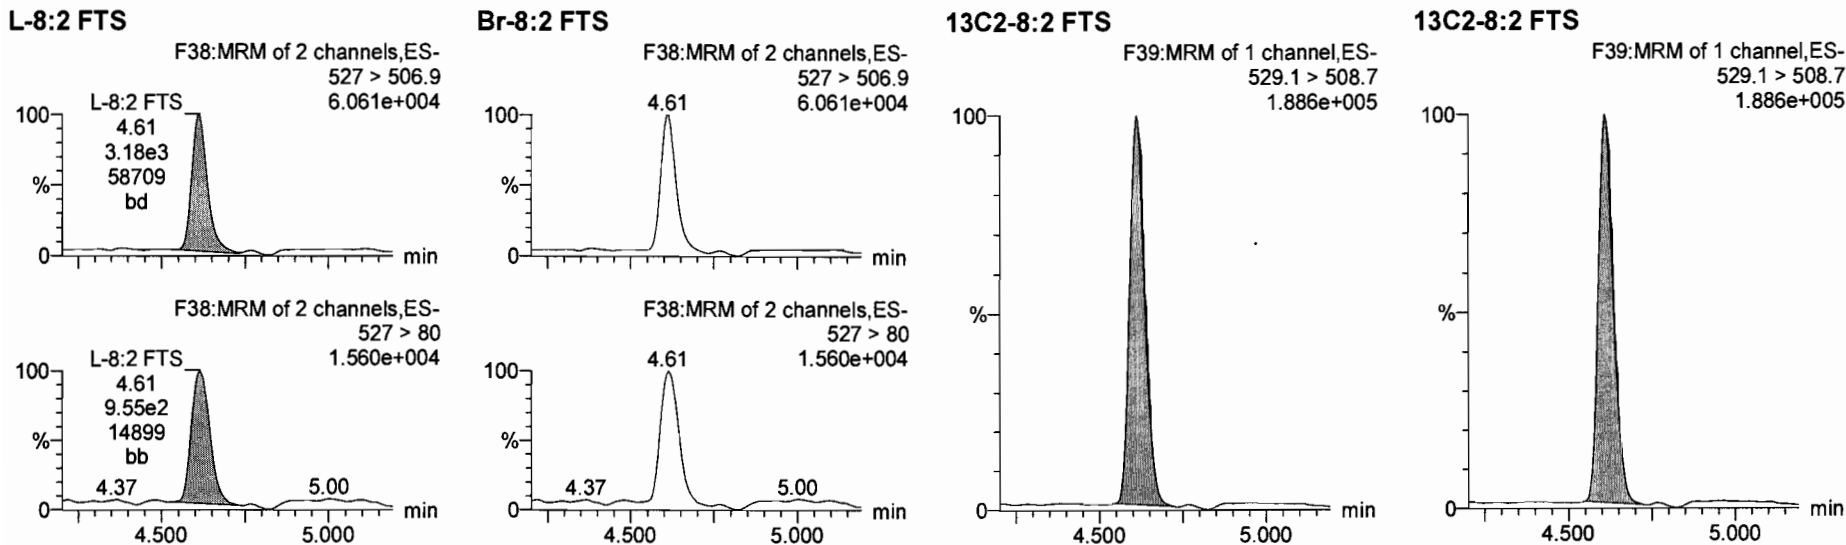 L-8:2 FTS
F38:MRM of 2 channels,ES-
527 > 506.9
6.061e+004
L-8:2 FTS
4.61
3.18e3
58709
bd
100
%
0
min
F38:MRM of 2 channels,ES-
527 > 80
1.560e+004
L-8:2 FTS
4.61
9.55e2
14899
bb
100
%
4.37
5.00
0
min
4.500
5.000
Br-8:2 FTS
F38:MRM of 2 channels,ES-
527 > 506.9
6.061e+004
4.61
100
%
0
min
F38:MRM of 2 channels,ES-
527 > 80
1.560e+004
4.61
100
%
4.37
5.00
0
min
4.500
5.000
13C2-8:2 FTS
F39:MRM of 1 channel,ES-
529.1 > 508.7
1.886e+005
100
%
0
min
4.500
5.000
13C2-8:2 FTS
F39:MRM of 1 channel,ES-
529.1 > 508.7
1.886e+005
100
%
0
min
4.500
5.000